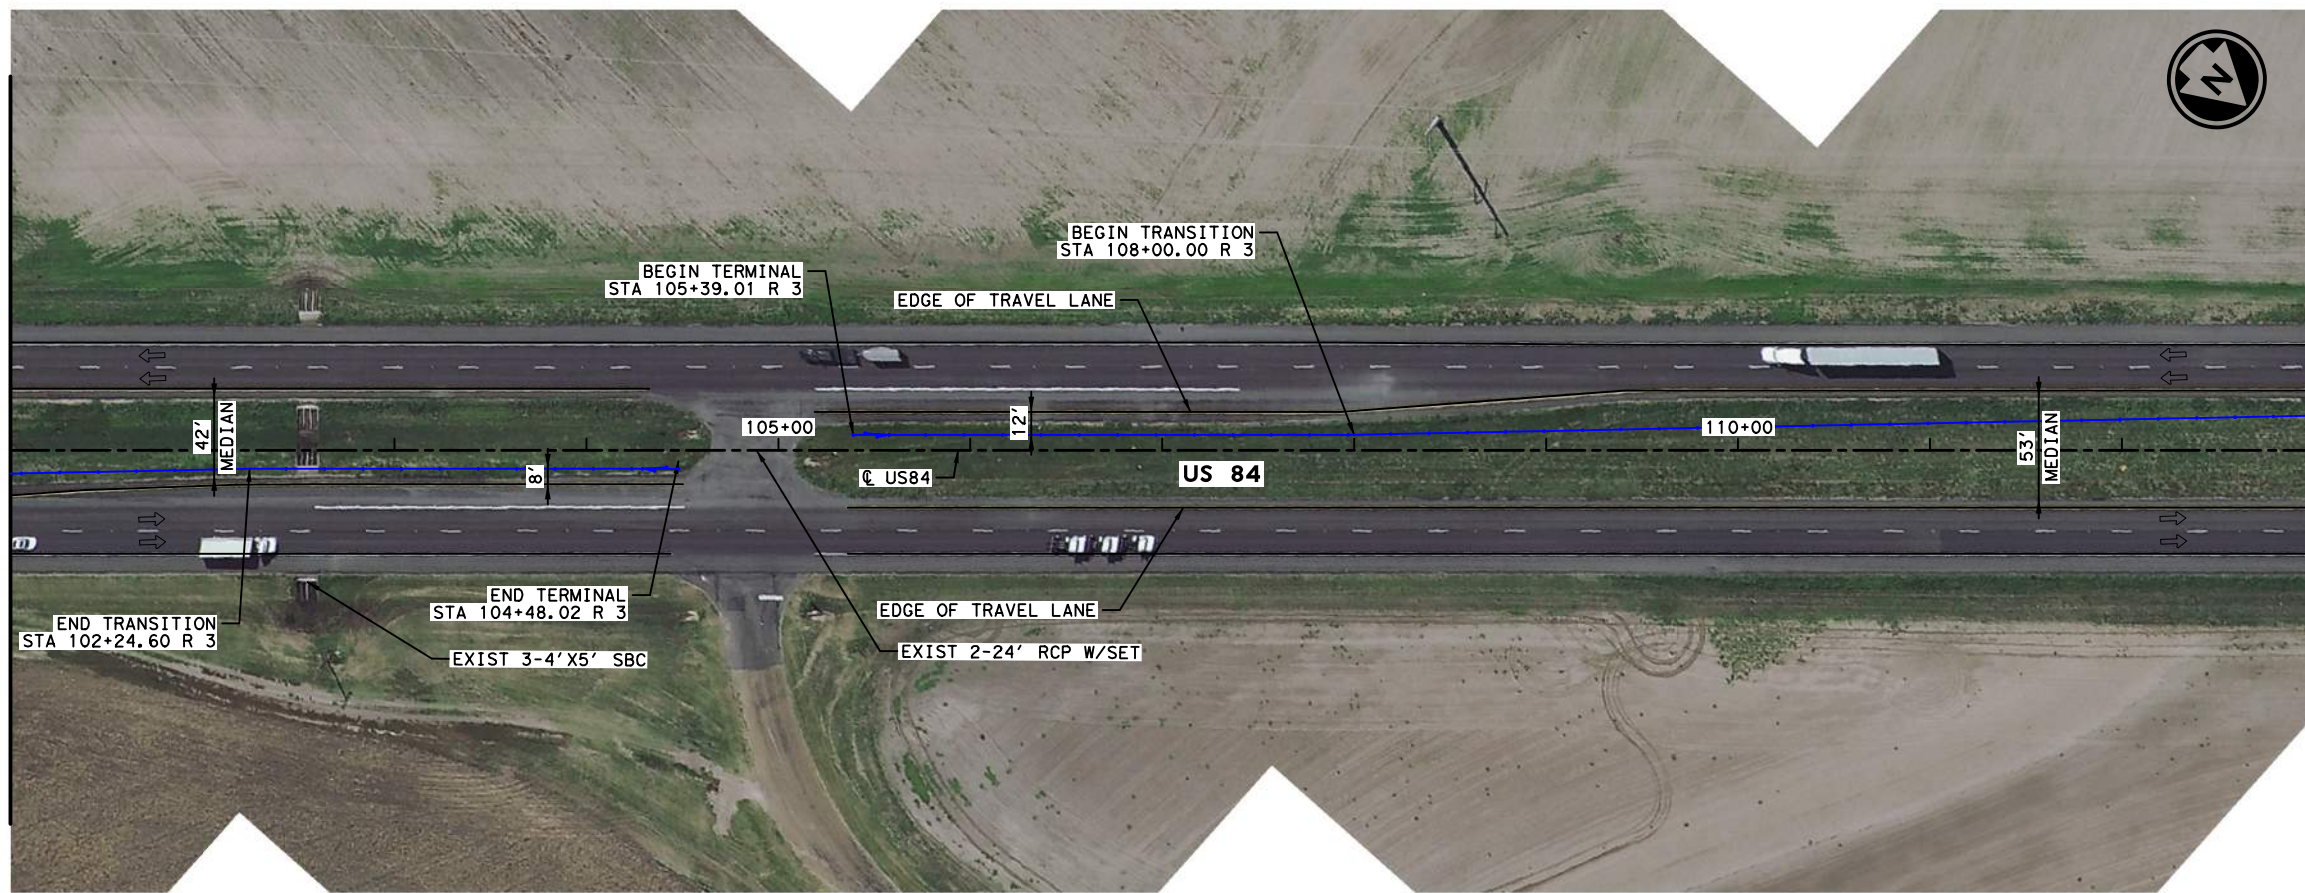 N
BEGIN TRANSITION
STA 108+00.00 R 3
BEGIN TERMINAL
STA 105+39.01 R 3
EDGE OF TRAVEL LANE
42'
MEDIAN
105+00
12'
110+00
53'
MEDIAN
8'
℄ US84
US 84
END TERMINAL
STA 104+48.02 R 3
EDGE OF TRAVEL LANE
END TRANSITION
STA 102+24.60 R 3
EXIST 3-4'X5' SBC
EXIST 2-24' RCP W/SET